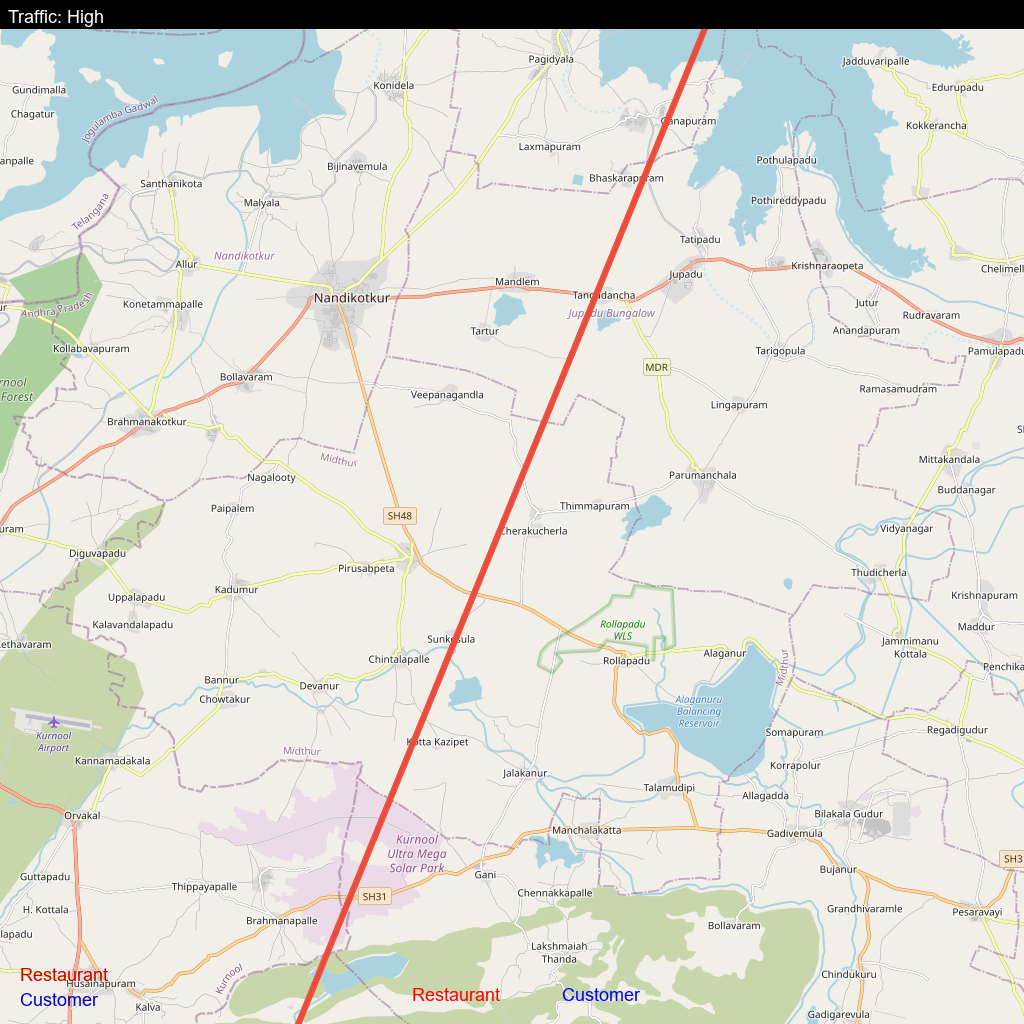 Traffic: High
Pagidyala
Jadduvaripalle
Gundimalla
Konidela
Edurupadu
Jogulamba Gadwal
Chagatur
Ganapuram
Kokkerancha
Laxmapuram
anpalle
Bijinavemula
Pothulapadu
Santhanikota
Bhaskarapuram
Malyala
Pothireddypadu
Telangana
Tatipadu
Nandikotkur
Allur
Krishnaraopeta
Chelimell
Jupadu
Mandlem
Nandikotkur
Tangadancha
Konetammapalle
Jutur
Andhra Pradesh
ur
Jupadu Bungalow
Rudravaram
Tartur
Anandapuram
Kollabavapuram
Tarigopula
Pamulapadu
MDR
Bollavaram
rnool
Forest
Ramasamudram
Veepanagandla
Lingapuram
Brahmanakotkur
Midthur
Mittakandala
Nagalooty
Parumanchala
Buddanagar
Paipalem
Thimmapuram
SH48
uram
Cherakucherla
Vidyanagar
Diguvapadu
Pirusabpeta
Thudicherla
Kadumur
Uppalapadu
Krishnapuram
Kalavandalapadu
Rollapadu
WLS
Maddur
Kethavaram
Sunkesula
Jammimanu
Kottala
Alaganur
Chintalapalle
Rollapadu
Penchika
Midthur
Bannur
Devanur
Chowtakur
Alaganuru
Balancing
Reservoir
Kurnool
Airport
Somapuram
Regadigudur
Kotta Kazipet
Midthur
Kannamadakala
Korrapolur
Jalakanur
Talamudipi
Allagadda
Orvakal
Bilakala Gudur
Manchalakatta
Gadivemula
Kurnool
Ultra Mega
Solar Park
SH3
Bujanur
Guttapadu
Gani
Thippayapalle
Chennakkapalle
SH31
H. Kottala
Grandhivaramle
Pesaravayi
Brahmanapalle
Bollavaram
lapadu
Lakshmaiah
Thanda
Restaurant
Chindukuru
Kurnool
Husainapuram
Customer
Restaurant
Customer
Kalva
Gadigarevula